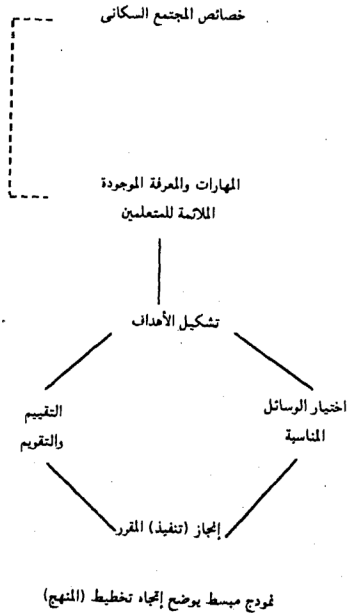 خصائص المجتمع السكانى
المهارات والمعرفة الموجودة
الملائمة للمتعلمين
تشكيل الأهداف
اختيار الوسائل
المناسبة
التقييم
والتقويم
إنجاز (تنفيذ) المقرر
نموذج مبسط يوضح إتجاه تخطيط (المنهج)